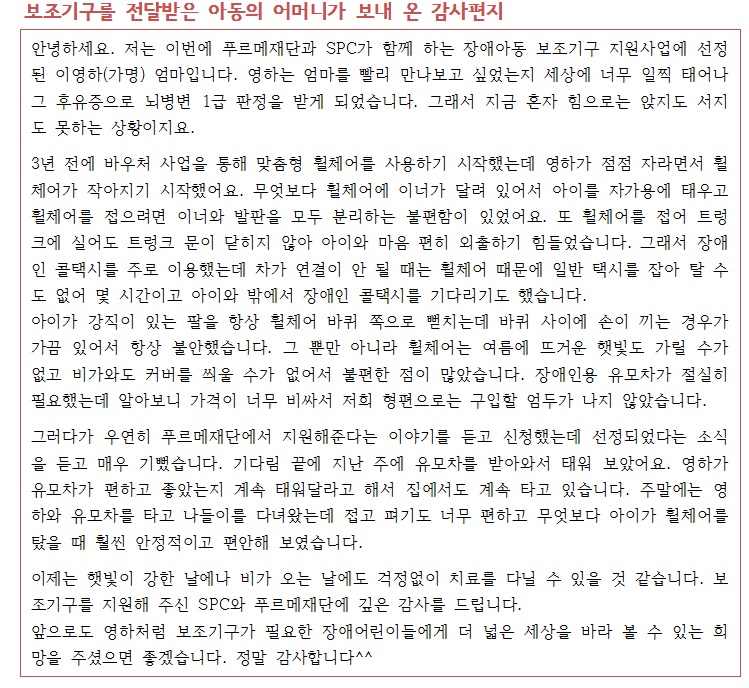 보조기구를 전달받은 아동의 어머니가 보내 온 감사편지
안녕하세요. 저는 이번에 푸르메재단과 SPC가 함께 하는 장애아동 보조기구 지원사업에 선정
된 이영하(가명) 엄마입니다. 영하는 엄마를 빨리 만나보고 싶었는지 세상에 너무 일찍 태어나
그 후유증으로 뇌병변 1급 판정을 받게 되었습니다. 그래서 지금 혼자 힘으로는 앉지도 서지
도 못하는 상황이지요.
3년 전에 바우처 사업을 통해 맞춤형 휠체어를 사용하기 시작했는데 영하가 점점 자라면서 휠
체어가 작아지기 시작했어요. 무엇보다 휠체어에 이너가 달려 있어서 아이를 자가용에 태우고
휠체어를 접으려면 이너와 발판을 모두 분리하는 불편함이 있었어요. 또 휠체어를 접어 트렁
크에 실어도 트렁크 문이 닫히지 않아 아이와 마음 편히 외출하기 힘들었습니다. 그래서 장애
인 콜택시를 주로 이용했는데 차가 연결이 안 될 때는 휠체어 때문에 일반 택시를 잡아 탈 수
도 없어 몇 시간이고 아이와 밖에서 장애인 콜택시를 기다리기도 했습니다.
아이가 강직이 있는 팔을 항상 휠체어 바퀴 쪽으로 뻗치는데 바퀴 사이에 손이 끼는 경우가
가끔 있어서 항상 불안했습니다. 그 뿐만 아니라 휠체어는 여름에 뜨거운 햇빛도 가릴 수가
없고 비가와도 커버를 씌울 수가 없어서 불편한 점이 많았습니다. 장애인용 유모차가 절실히
필요했는데 알아보니 가격이 너무 비싸서 저희 형편으로는 구입할 엄두가 나지 않았습니다.
그러다가 우연히 푸르메재단에서 지원해준다는 이야기를 듣고 신청했는데 선정되었다는 소식
을 듣고 매우 기뻤습니다. 기다림 끝에 지난 주에 유모차를 받아와서 태워 보았어요. 영하가
유모차가 편하고 좋았는지 계속 태워달라고 해서 집에서도 계속 타고 있습니다. 주말에는 영
하와 유모차를 타고 나들이를 다녀왔는데 접고 펴기도 너무 편하고 무엇보다 아이가 휠체어를
탔을 때 훨씬 안정적이고 편안해 보였습니다.
이제는 햇빛이 강한 날에나 비가 오는 날에도 걱정없이 치료를 다닐 수 있을 것 같습니다. 보
조기구를 지원해 주신 SPC와 푸르메재단에 깊은 감사를 드립니다.
앞으로도 영하처럼 보조기구가 필요한 장애어린이들에게 더 넓은 세상을 바라 볼 수 있는 희
망을 주셨으면 좋겠습니다. 정말 감사합니다^^